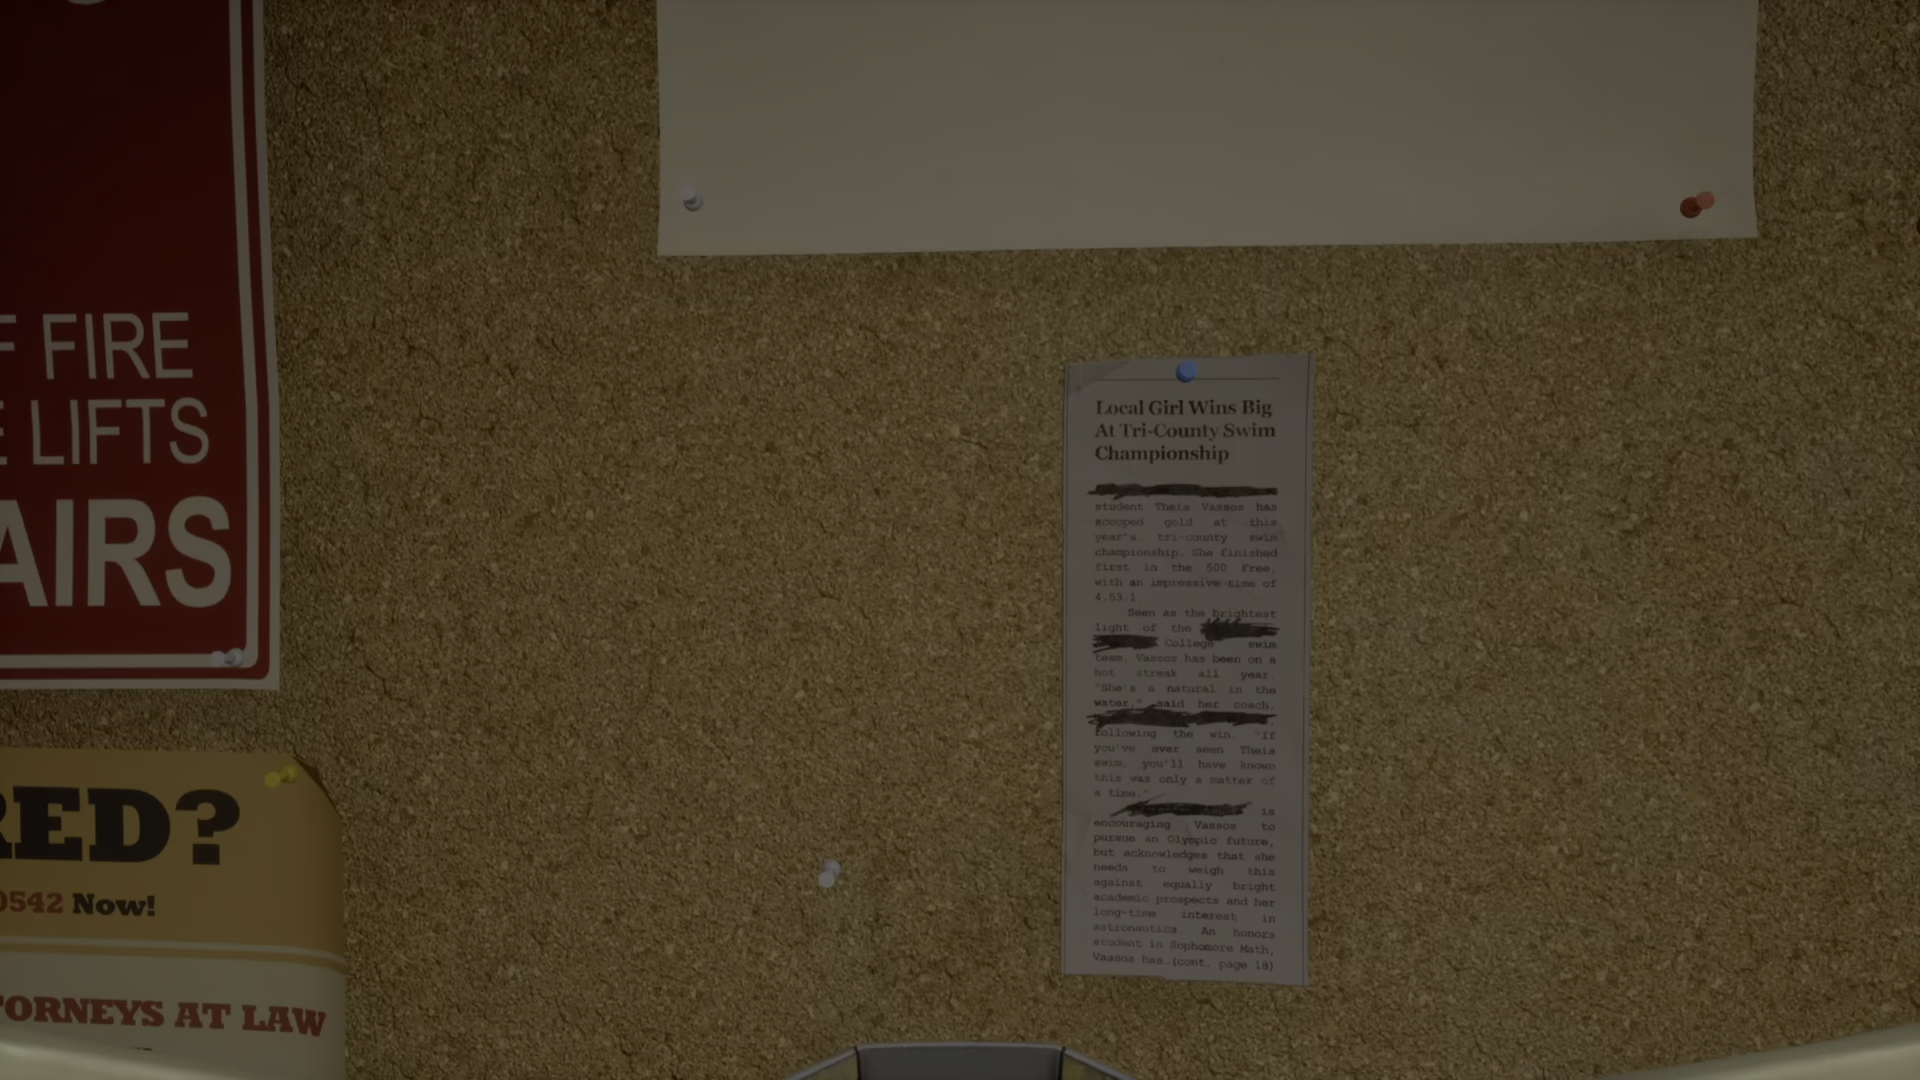 F FIRE
E LIFTS
AIRS
RED?
0542 Now!
TORNEYS AT LAW
Local Girl Wins Big
At Tri-County Swim
Championship
student Theia Vassos has
scooped gold at this
year's tri-county swim
championship. She finished
first in the 500 Free,
with an impressive time of
4.53.1.
Seen as the brightest
light of the
College swim
team, Vassos has been on a
hot streak all year.
"She's a natural in the
water," said her coach,
following the win. "If
you've ever seen Theia
swim, you'll have known
this was only a matter of
a time."
is
encouraging Vassos to
pursue an Olympic future,
but acknowledges that she
needs to weigh this
against equally bright
academic prospects and her
long-time interest in
astronautics. An honors
student in Sophomore Math,
Vassos has…(cont. page 18)